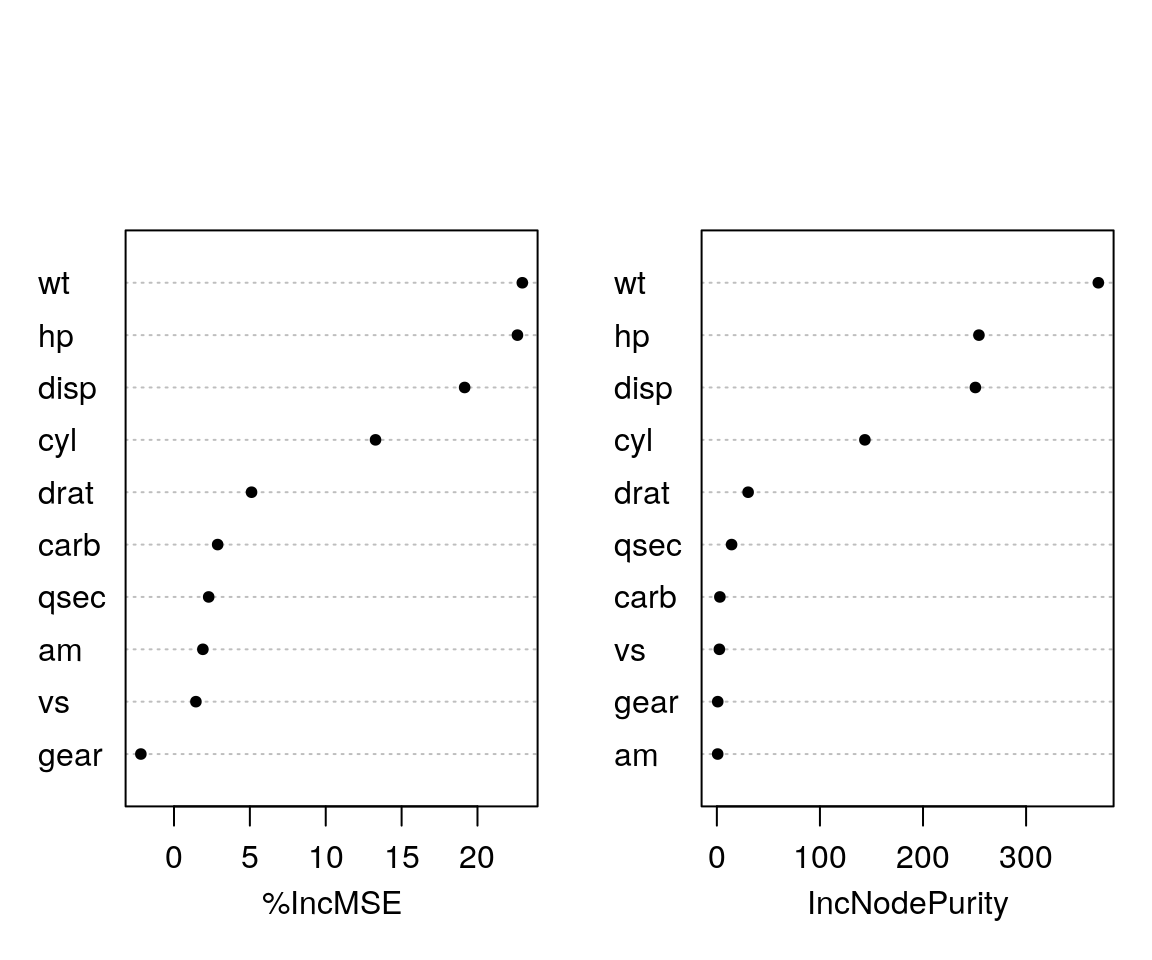 wt
hp
disp
cyl
drat
carb
qsec
am
vs
gear
0 5 10 15 20
%IncMSE
wt
hp
disp
cyl
drat
qsec
carb
vs
gear
am
0 100 200 300
IncNodePurity